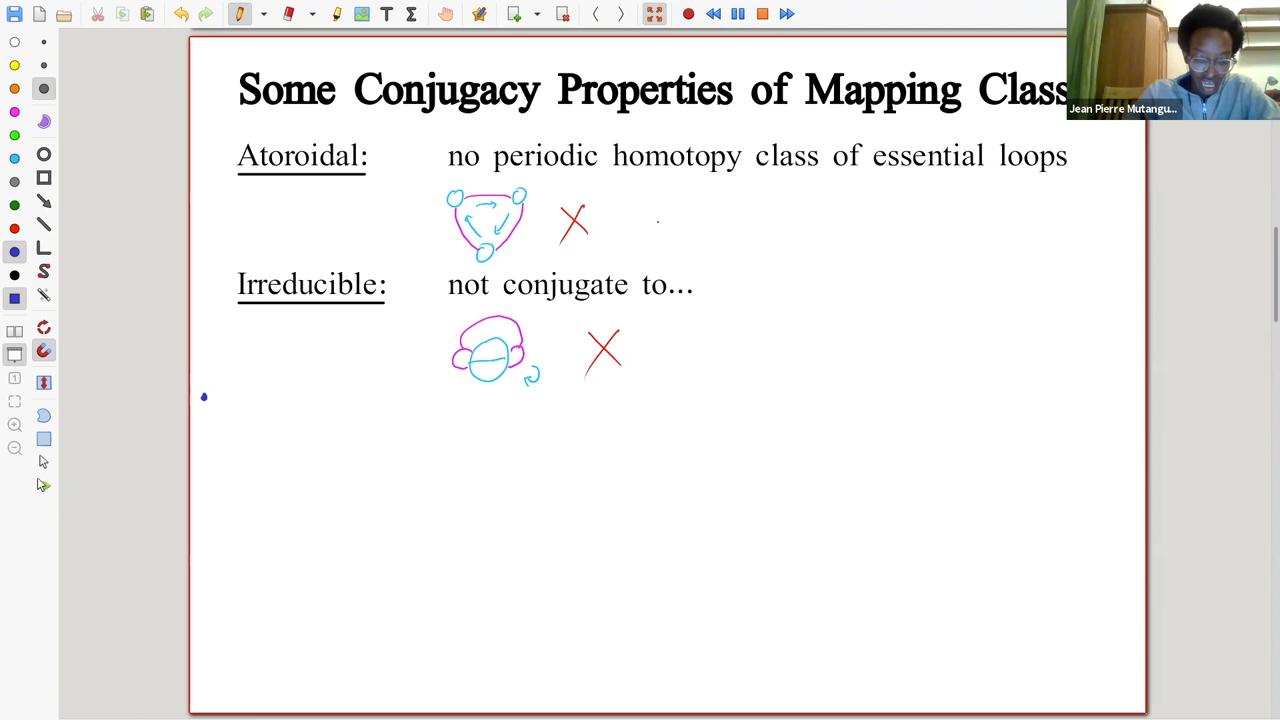 Some Conjugacy Properties of Mapping Class
Jean Pierre Mutangu...
Atoroidal: no periodic homotopy class of essential loops
Irreducible: not conjugate to...